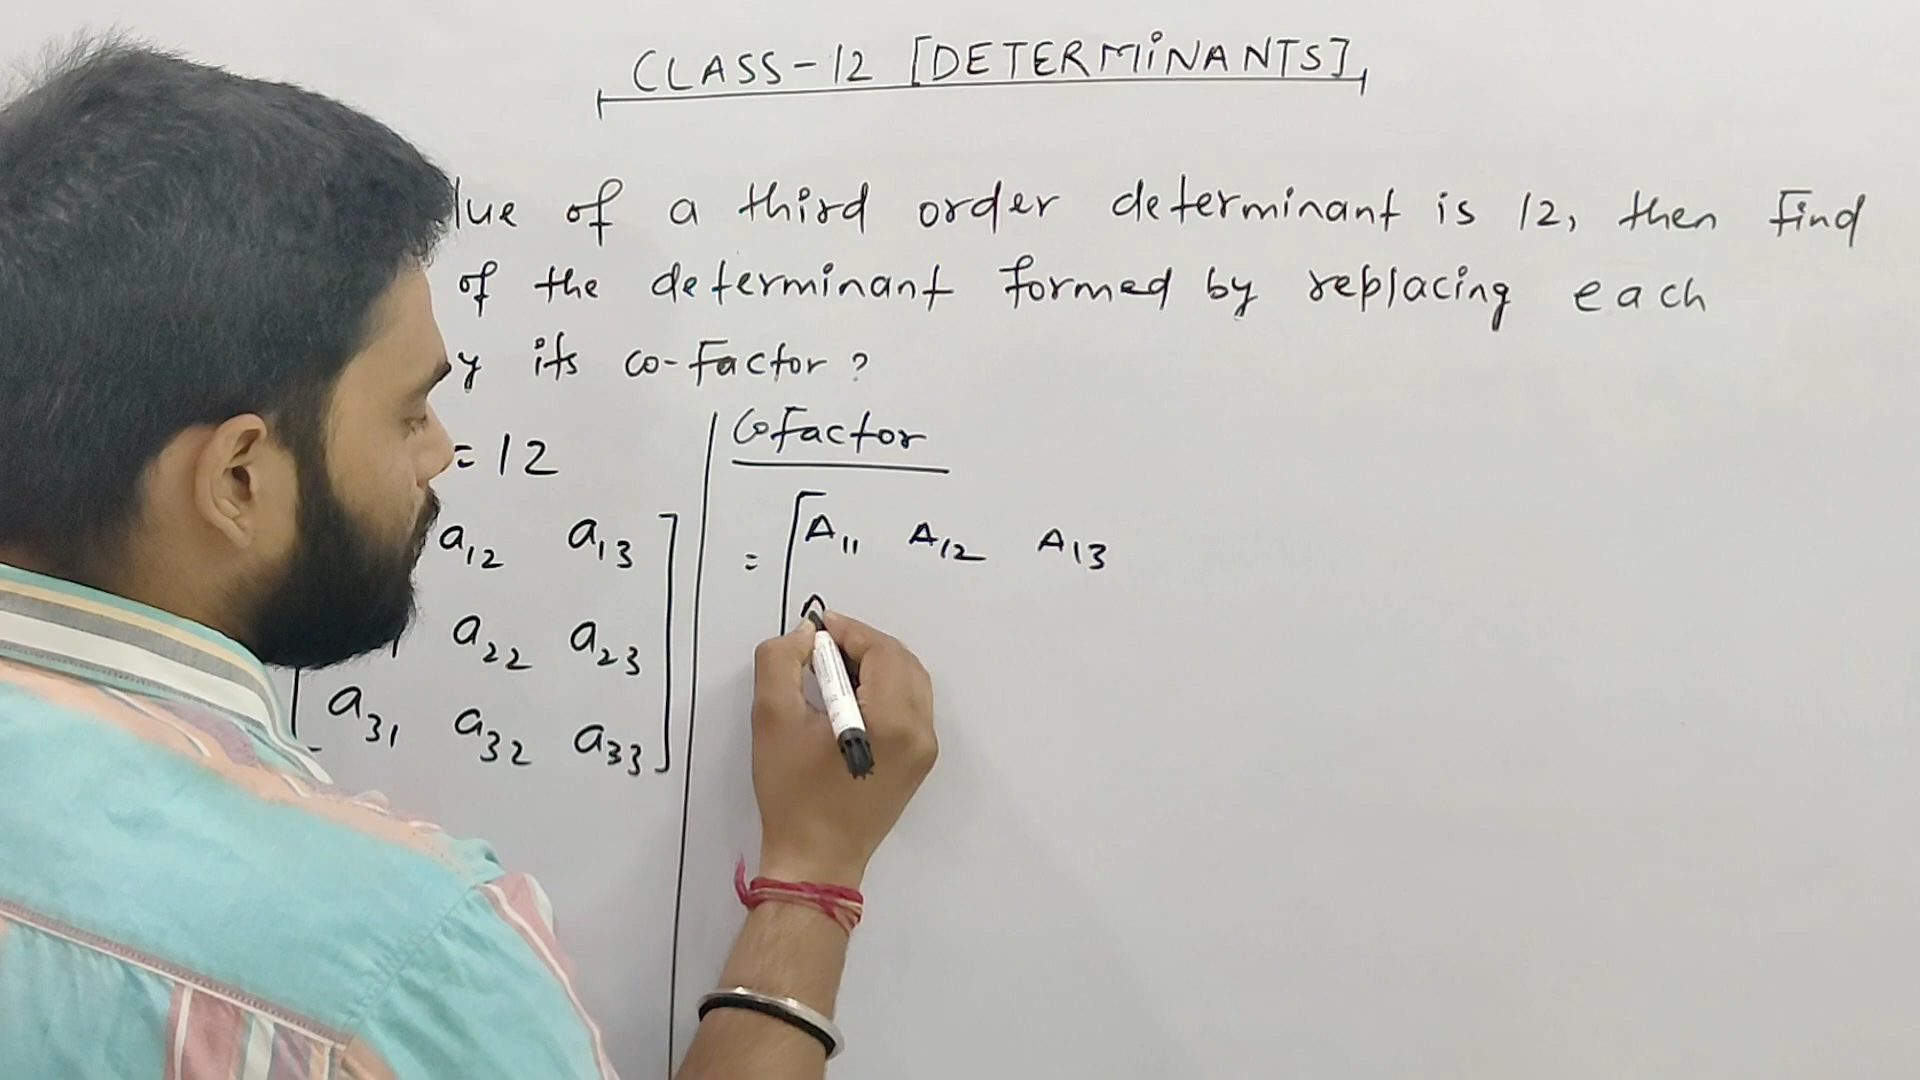 CLASS-12 [DETERMINANTS]
lue of a third order determinant is 12, then find
of the determinant formed by replacing each
y its co-factor?
= 12
Cofactor
a12 a13
a22 a23
a31 a32 a33
= A11 A12 A13
A